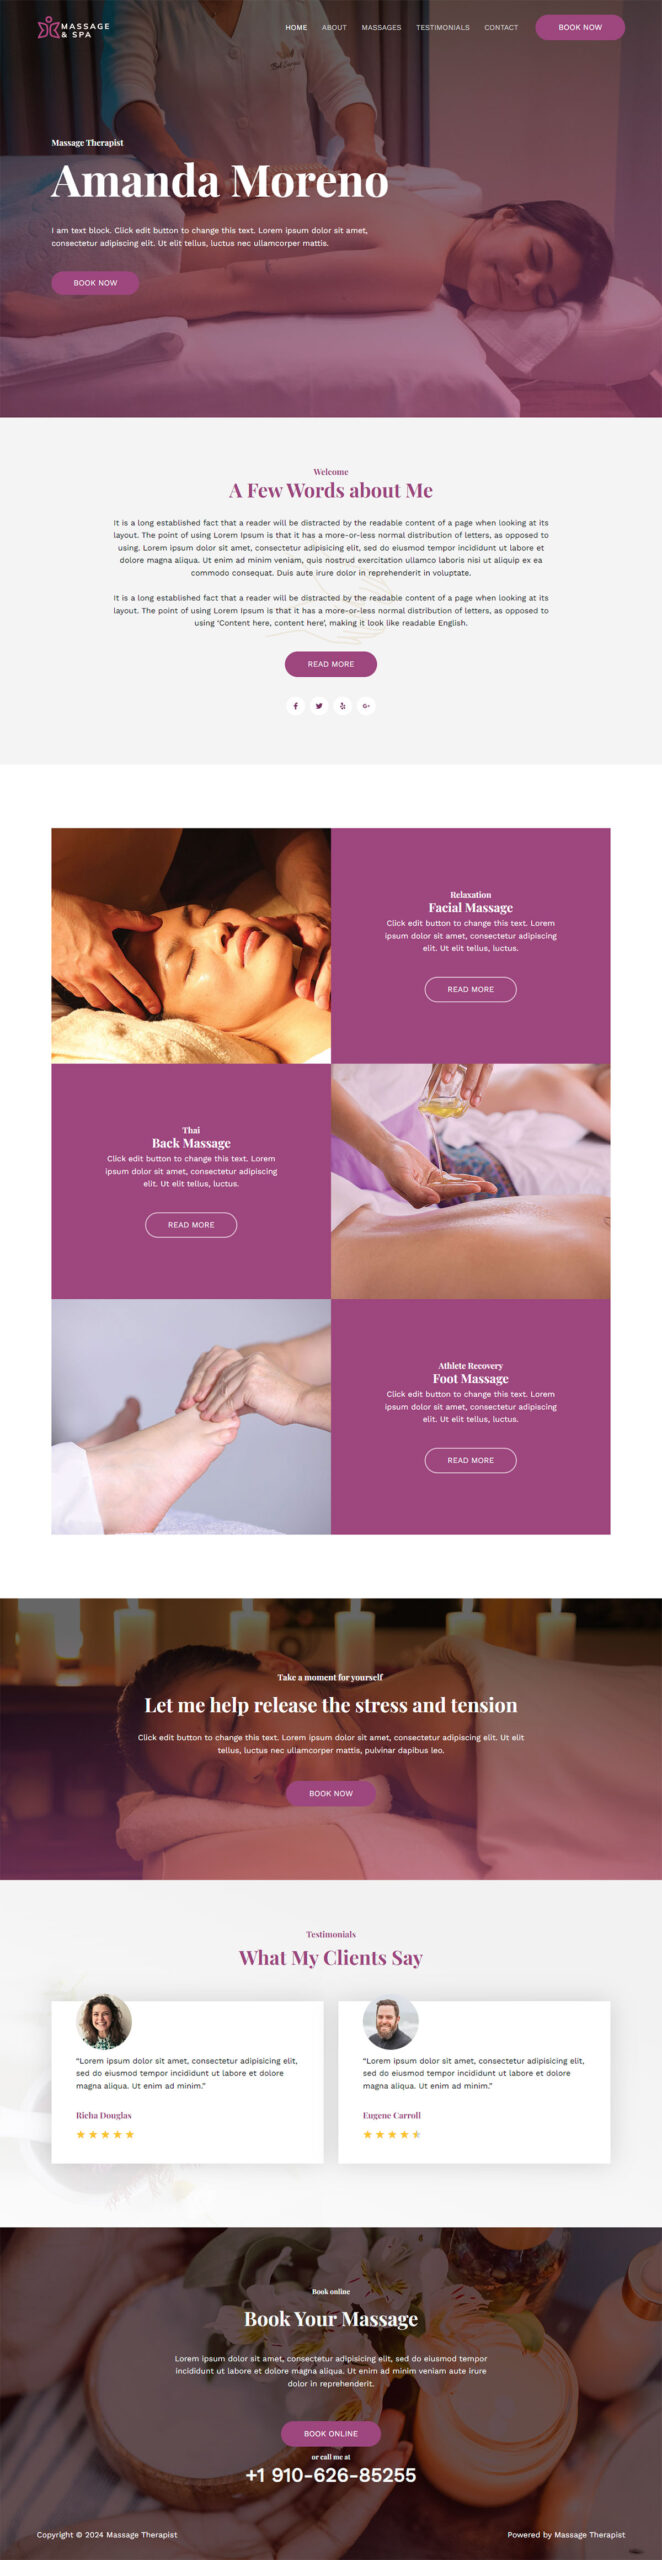 MASSAGE
& SPA
HOME ABOUT MASSAGES TESTIMONIALS CONTACT BOOK NOW
Massage Therapist
Amanda Moreno
I am text block. Click edit button to change this text. Lorem ipsum dolor sit amet,
consectetur adipiscing elit. Ut elit tellus, luctus nec ullamcorper mattis.
BOOK NOW
Welcome
A Few Words about Me
It is a long established fact that a reader will be distracted by the readable content of a page when looking at its
layout. The point of using Lorem Ipsum is that it has a more-or-less normal distribution of letters, as opposed to
using. Lorem ipsum dolor sit amet, consectetur adipisicing elit, sed do eiusmod tempor incididunt ut labore et
dolore magna aliqua. Ut enim ad minim veniam, quis nostrud exercitation ullamco laboris nisi ut aliquip ex ea
commodo consequat. Duis aute irure dolor in reprehenderit in voluptate.
It is a long established fact that a reader will be distracted by the readable content of a page when looking at its
layout. The point of using Lorem Ipsum is that it has a more-or-less normal distribution of letters, as opposed to
using ‘Content here, content here’, making it look like readable English.
READ MORE
Relaxation
Facial Massage
Click edit button to change this text. Lorem
ipsum dolor sit amet, consectetur adipiscing
elit. Ut elit tellus, luctus.
READ MORE
Thai
Back Massage
Click edit button to change this text. Lorem
ipsum dolor sit amet, consectetur adipiscing
elit. Ut elit tellus, luctus.
READ MORE
Athlete Recovery
Foot Massage
Click edit button to change this text. Lorem
ipsum dolor sit amet, consectetur adipiscing
elit. Ut elit tellus, luctus.
READ MORE
Take a moment for yourself
Let me help release the stress and tension
Click edit button to change this text. Lorem ipsum dolor sit amet, consectetur adipiscing elit. Ut elit
tellus, luctus nec ullamcorper mattis, pulvinar dapibus leo.
BOOK NOW
Testimonials
What My Clients Say
“Lorem ipsum dolor sit amet, consectetur adipisicing elit,
sed do eiusmod tempor incididunt ut labore et dolore
magna aliqua. Ut enim ad minim.”
Richa Douglas
“Lorem ipsum dolor sit amet, consectetur adipisicing elit,
sed do eiusmod tempor incididunt ut labore et dolore
magna aliqua. Ut enim ad minim.”
Eugene Carroll
Book online
Book Your Massage
Lorem ipsum dolor sit amet, consectetur adipisicing elit, sed do eiusmod tempor
incididunt ut labore et dolore magna aliqua. Ut enim ad minim veniam aute irure
dolor in reprehenderit.
BOOK ONLINE
or call me at
+1 910-626-85255
Copyright © 2024 Massage Therapist
Powered by Massage Therapist